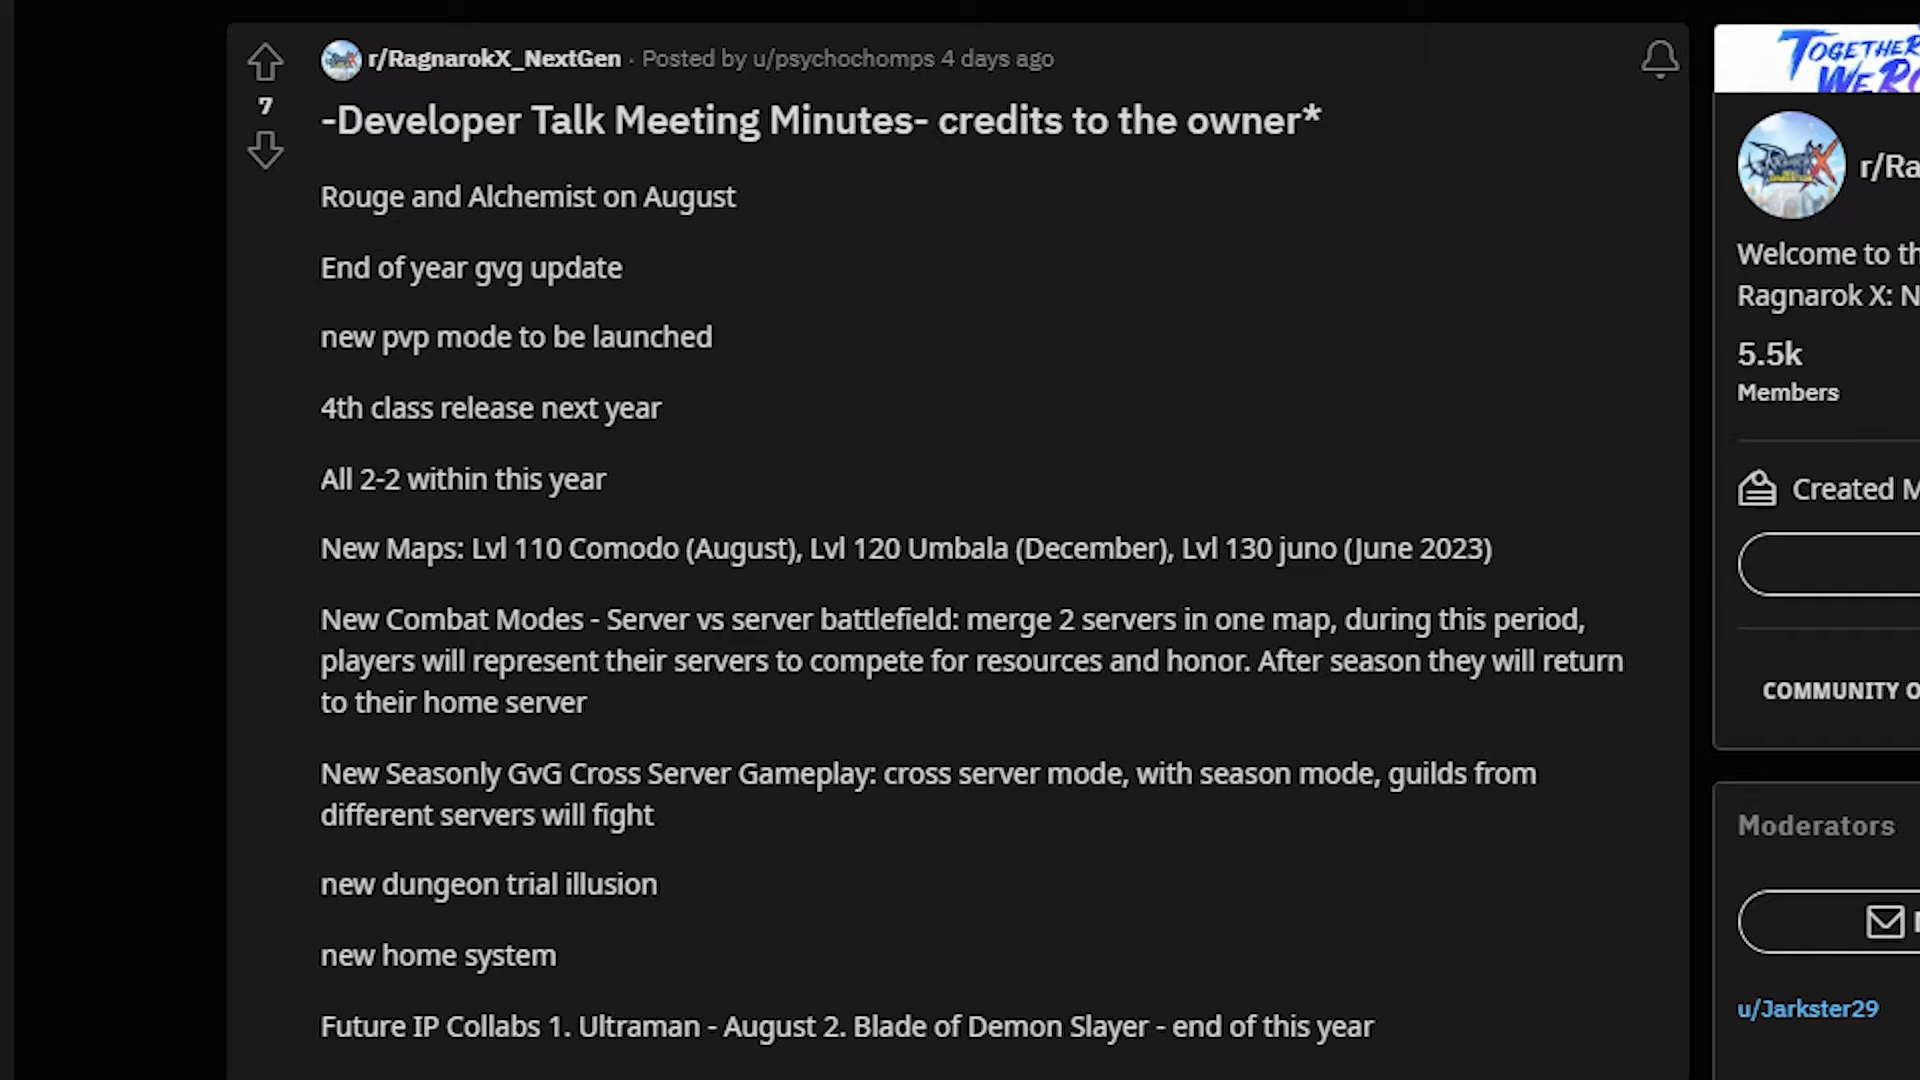 r/RagnarokX_NextGen · Posted by u/psychochomps 4 days ago
7
-Developer Talk Meeting Minutes- credits to the owner*
Rouge and Alchemist on August
End of year gvg update
new pvp mode to be launched
4th class release next year
All 2-2 within this year
New Maps: Lvl 110 Comodo (August), Lvl 120 Umbala (December), Lvl 130 juno (June 2023)
New Combat Modes - Server vs server battlefield: merge 2 servers in one map, during this period,
players will represent their servers to compete for resources and honor. After season they will return
to their home server
New Seasonly GvG Cross Server Gameplay: cross server mode, with season mode, guilds from
different servers will fight
new dungeon trial illusion
new home system
Future IP Collabs 1. Ultraman - August 2. Blade of Demon Slayer - end of this year
TOGETHER
WE
r/Ra
Welcome to th
Ragnarok X: N
5.5k
Members
Created M
COMMUNITY O
Moderators
u/Jarkster29